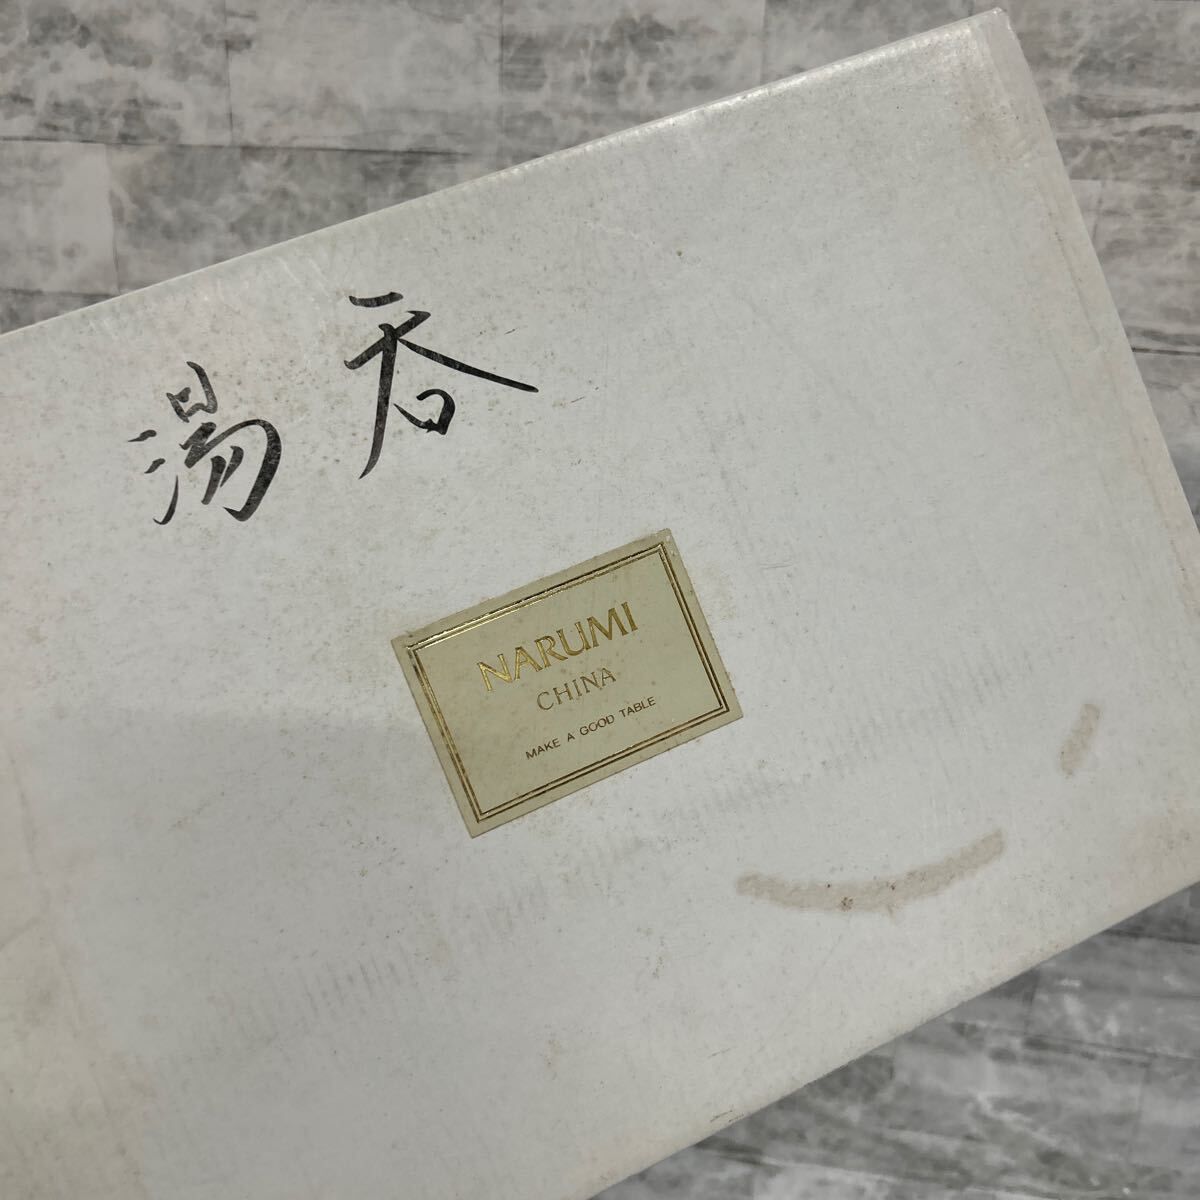 湯呑
NARUMI
CHINA
MAKE A GOOD TABLE